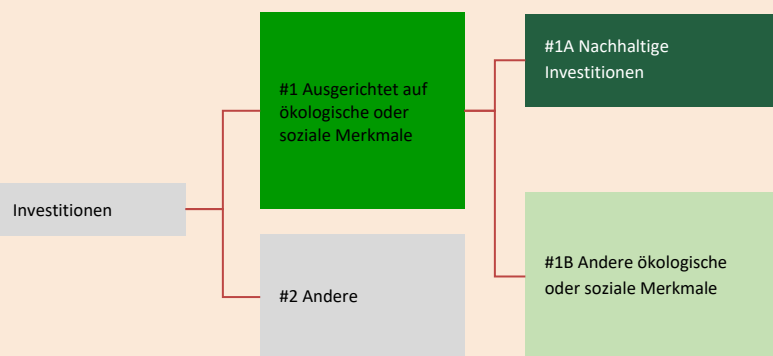 Investitionen
#1 Ausgerichtet auf
ökologische oder
soziale Merkmale
#2 Andere
#1A Nachhaltige
Investitionen
#1B Andere ökologische
oder soziale Merkmale